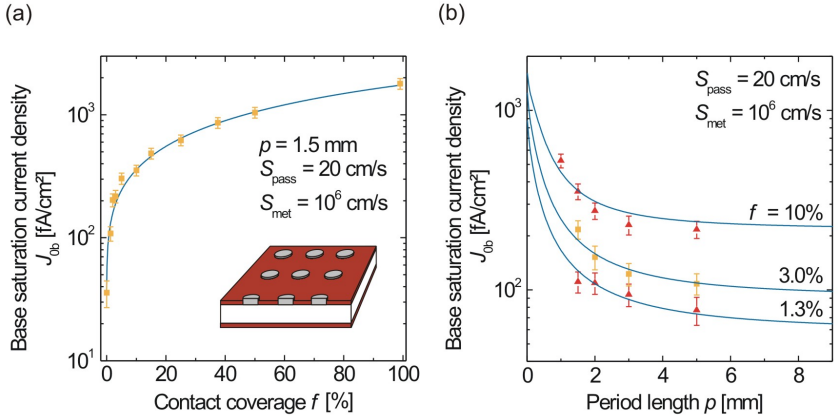 (a)
Base saturation current density
J₀b [fA/cm²]
10³
10²
10¹
p = 1.5 mm
Spass = 20 cm/s
Smet = 10⁶ cm/s
0 20 40 60 80 100
Contact coverage f [%]
(b)
Base saturation current density
J₀b [fA/cm²]
10³
10²
Spass = 20 cm/s
Smet = 10⁶ cm/s
f = 10%
3.0%
1.3%
0 2 4 6 8
Period length p [mm]